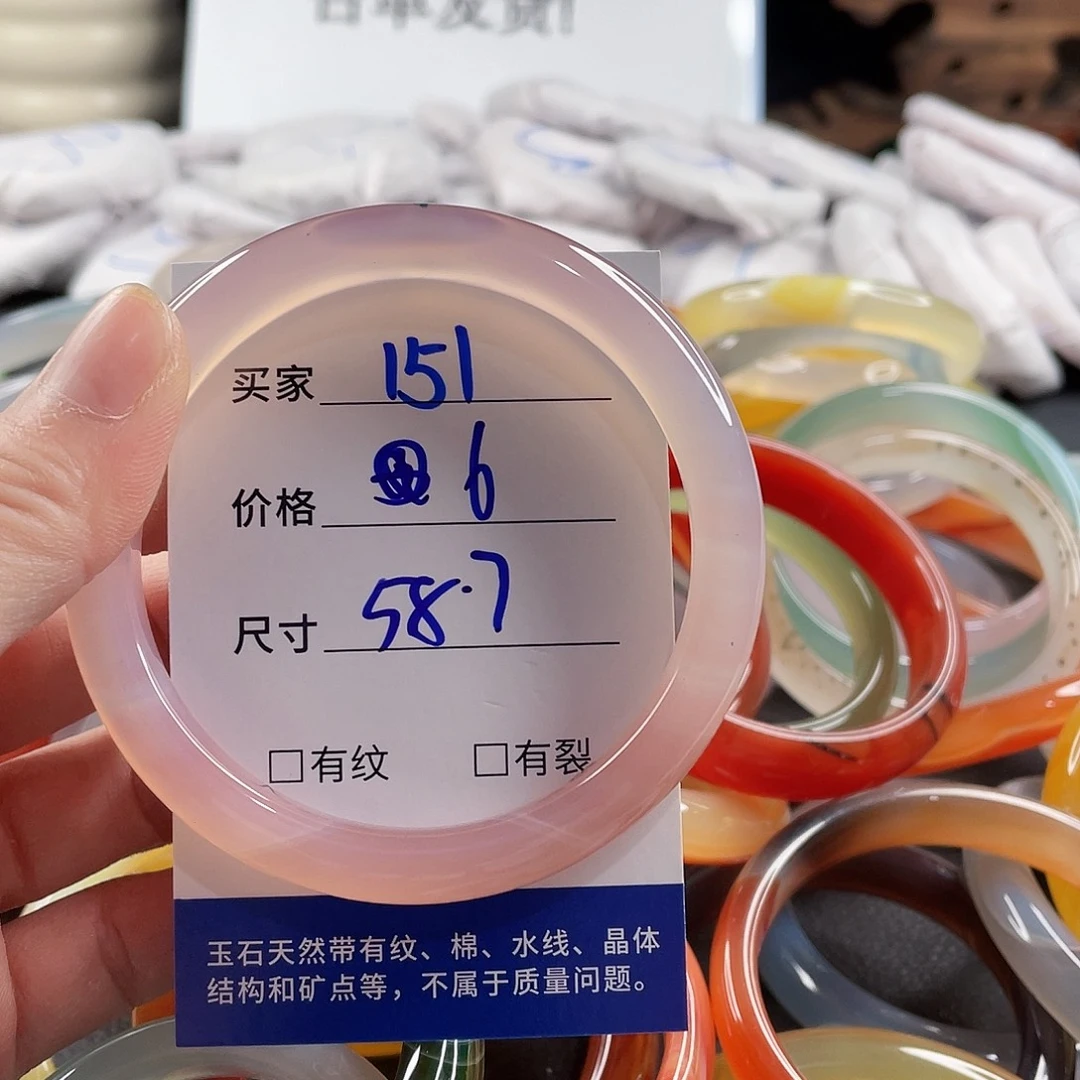 买家 151
价格 6
尺寸 58.7
□有纹 □有裂
玉石天然带有纹、棉、水线、晶体
结构和矿点等，不属于质量问题。